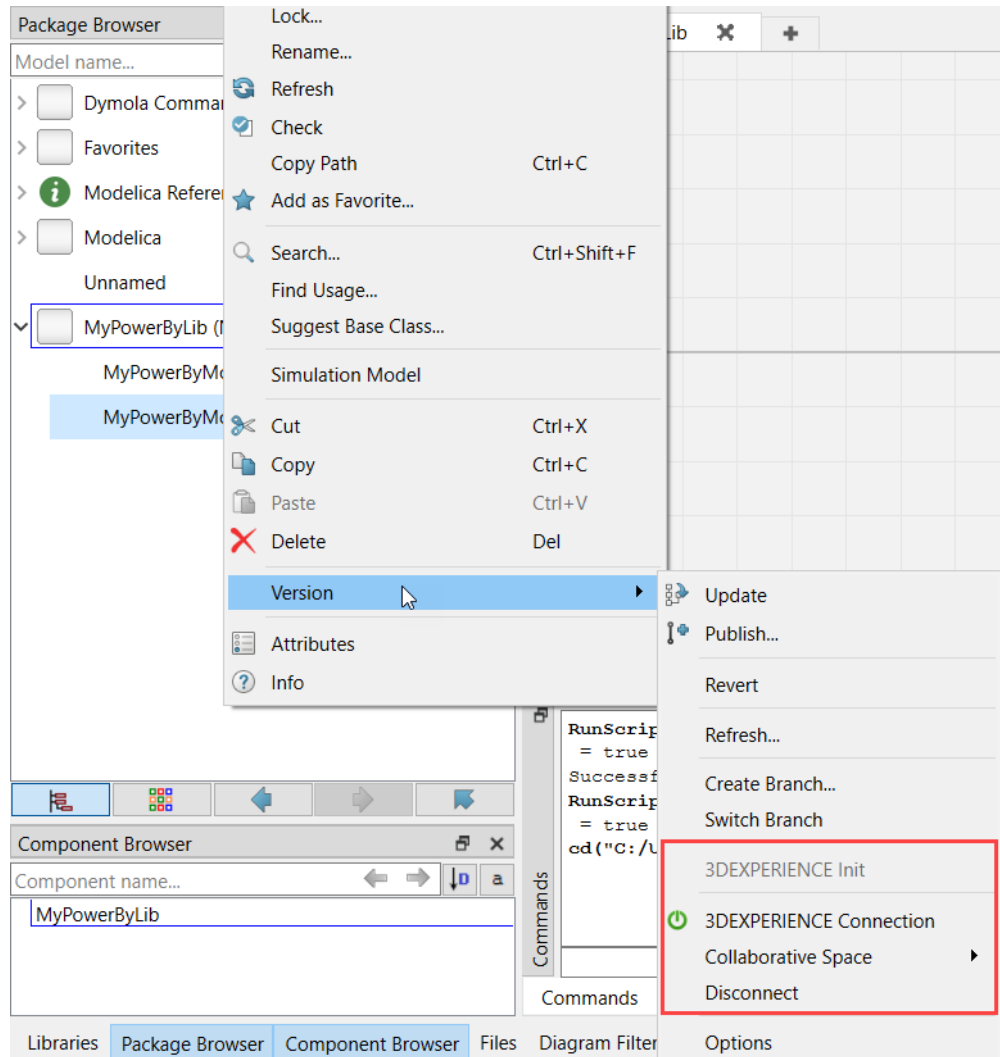 Package Browser
Model name...
Dymola Comma
Favorites
Modelica Refere
Modelica
Unnamed
MyPowerByLib (
MyPowerByMo
MyPowerByMo
Lock...
Rename...
Refresh
Check
Copy Path Ctrl+C
Add as Favorite...
Search... Ctrl+Shift+F
Find Usage...
Suggest Base Class...
Simulation Model
Cut Ctrl+X
Copy Ctrl+C
Paste Ctrl+V
Delete Del
Version
Attributes
Info
Lib
Update
Publish...
Revert
Refresh...
Create Branch...
Switch Branch
3DEXPERIENCE Init
3DEXPERIENCE Connection
Collaborative Space
Disconnect
Options
RunScrip
= true
Successf
RunScrip
= true
cd("C:/U
Commands
Commands
Component Browser
Component name...
D
a
MyPowerByLib
Libraries Package Browser Component Browser Files Diagram Filter